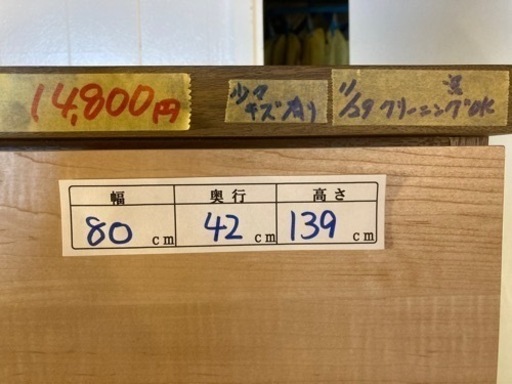 14,800円
少々
キズ有り
11/29 クリーニングOK
幅 奥行 高さ
80 cm 42 cm 139 cm